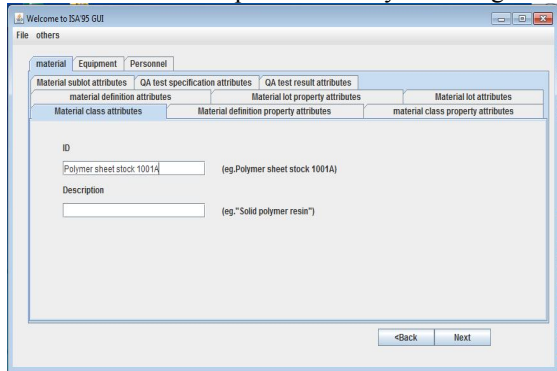 Welcome to ISA'95 GUI
File others
material Equipment Personnel
Material sublot attributes QA test specification attributes QA test result attributes
material definition attributes Material lot property attributes Material lot attributes
Material class attributes Material definition property attributes material class property attributes
ID
Polymer sheet stock 1001A (eg.Polymer sheet stock 1001A)
Description
(eg."Solid polymer resin")
<Back Next